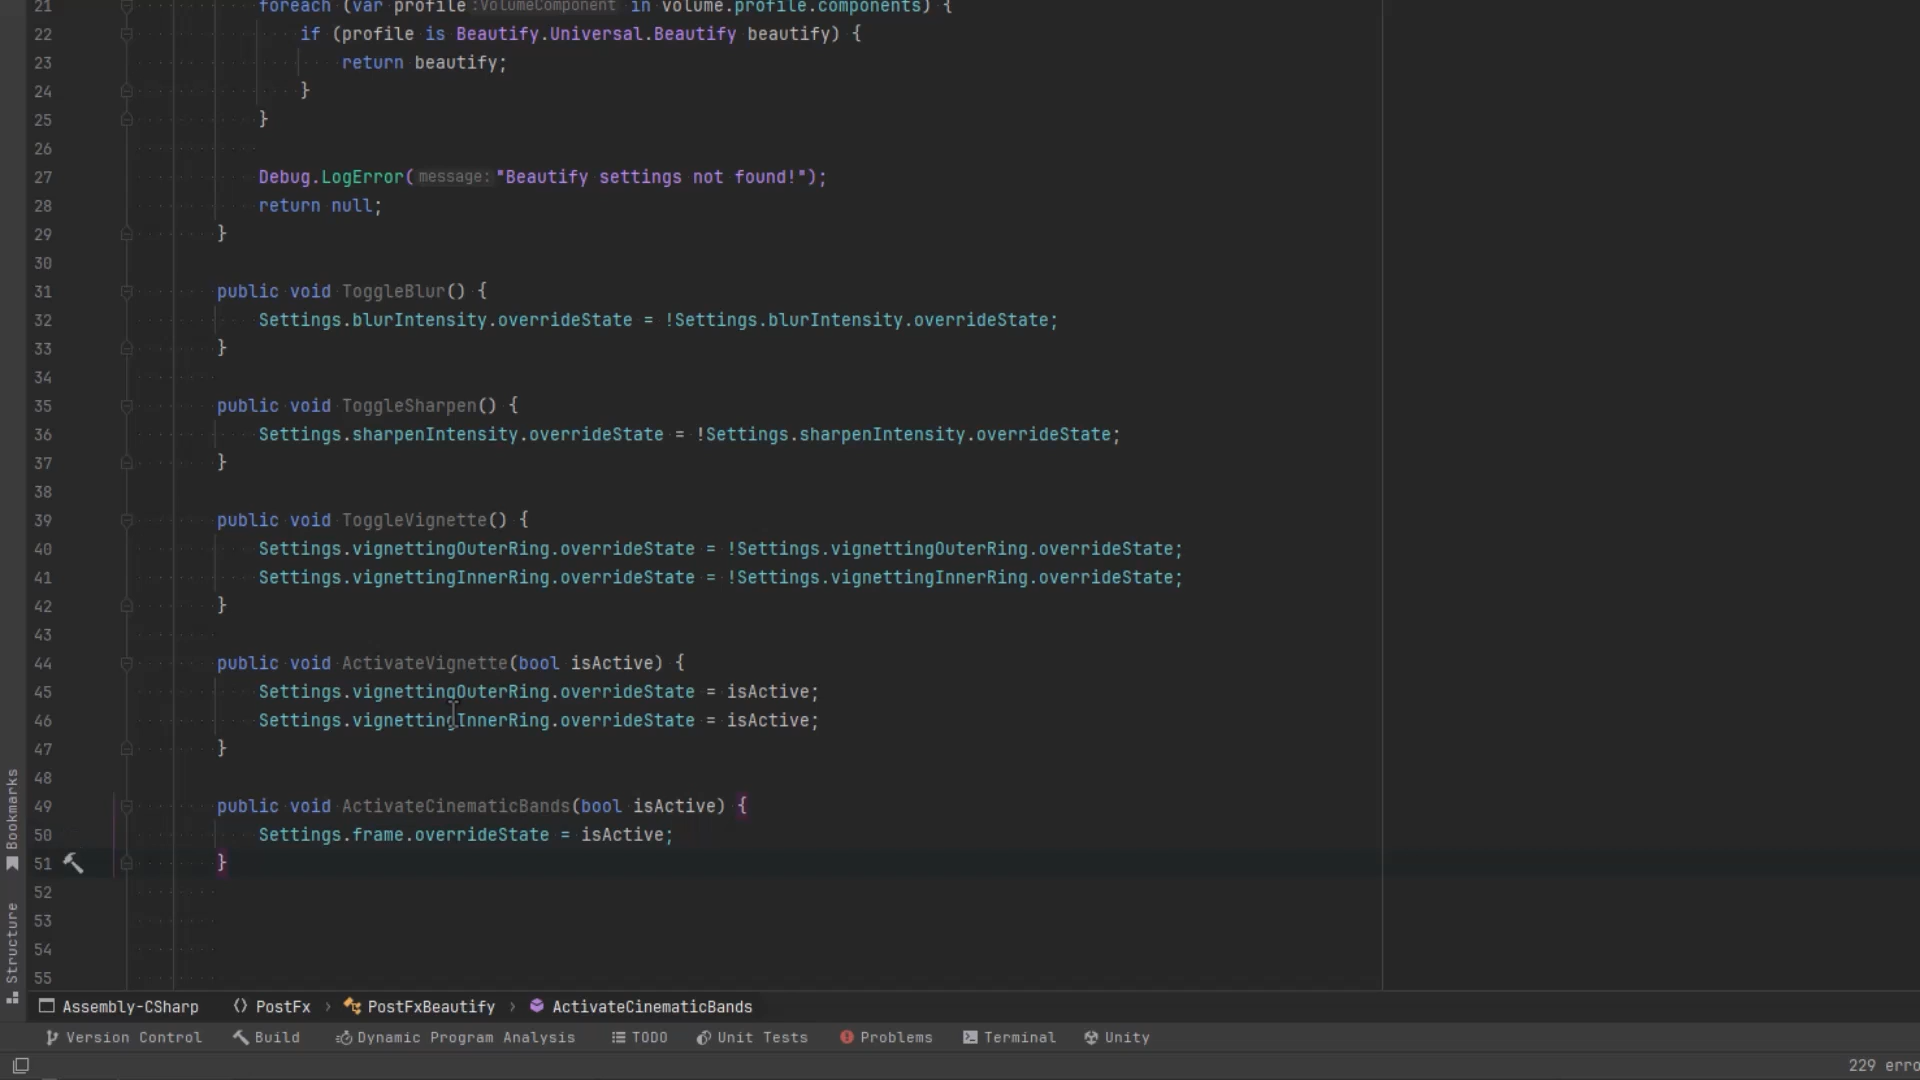 21 foreach (var profile :VolumeComponent in volume.profile.components) {
22 if (profile is Beautify.Universal.Beautify beautify) {
23 return beautify;
24 }
25 }
26
27 Debug.LogError( message: "Beautify settings not found!");
28 return null;
29 }
30
31 public void ToggleBlur() {
32 Settings.blurIntensity.overrideState = !Settings.blurIntensity.overrideState;
33 }
34
35 public void ToggleSharpen() {
36 Settings.sharpenIntensity.overrideState = !Settings.sharpenIntensity.overrideState;
37 }
38
39 public void ToggleVignette() {
40 Settings.vignettingOuterRing.overrideState = !Settings.vignettingOuterRing.overrideState;
41 Settings.vignettingInnerRing.overrideState = !Settings.vignettingInnerRing.overrideState;
42 }
43
44 public void ActivateVignette(bool isActive) {
45 Settings.vignettingOuterRing.overrideState = isActive;
46 Settings.vignettingInnerRing.overrideState = isActive;
47 }
48
49 public void ActivateCinematicBands(bool isActive) {
50 Settings.frame.overrideState = isActive;
51 }
52
53
54
55
Bookmarks
Structure
Assembly-CSharp PostFx › PostFxBeautify › ActivateCinematicBands
Version Control Build Dynamic Program Analysis TODO Unit Tests Problems Terminal Unity
229 erro